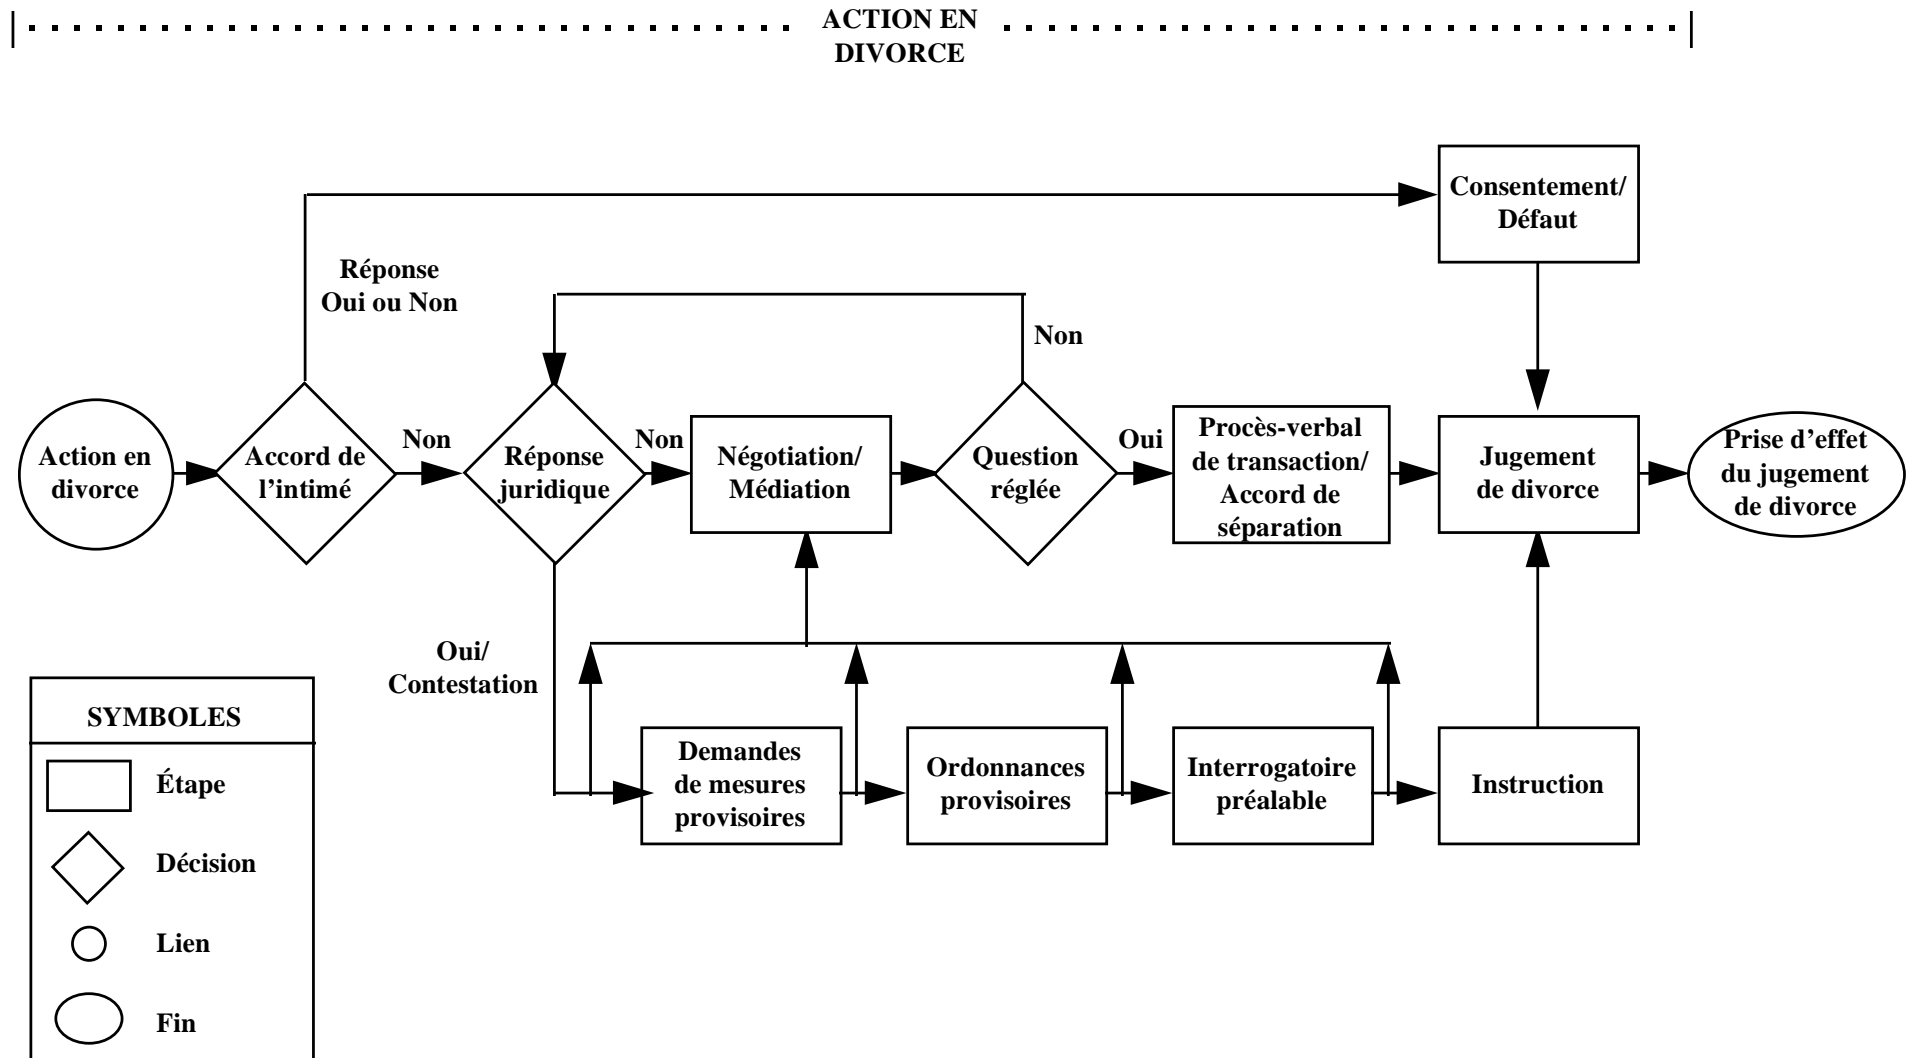 ACTION EN
DIVORCE
Consentement/
Défaut
Réponse
Oui ou Non
Non
Action en
divorce
Accord de
l’intimé
Non
Réponse
juridique
Non
Négotiation/
Médiation
Question
réglée
Oui
Procès-verbal
de transaction/
Accord de
séparation
Jugement
de divorce
Prise d’effet
du jugement
de divorce
Oui/
Contestation
Demandes
de mesures
provisoires
Ordonnances
provisoires
Interrogatoire
préalable
Instruction
SYMBOLES
Étape
Décision
Lien
Fin